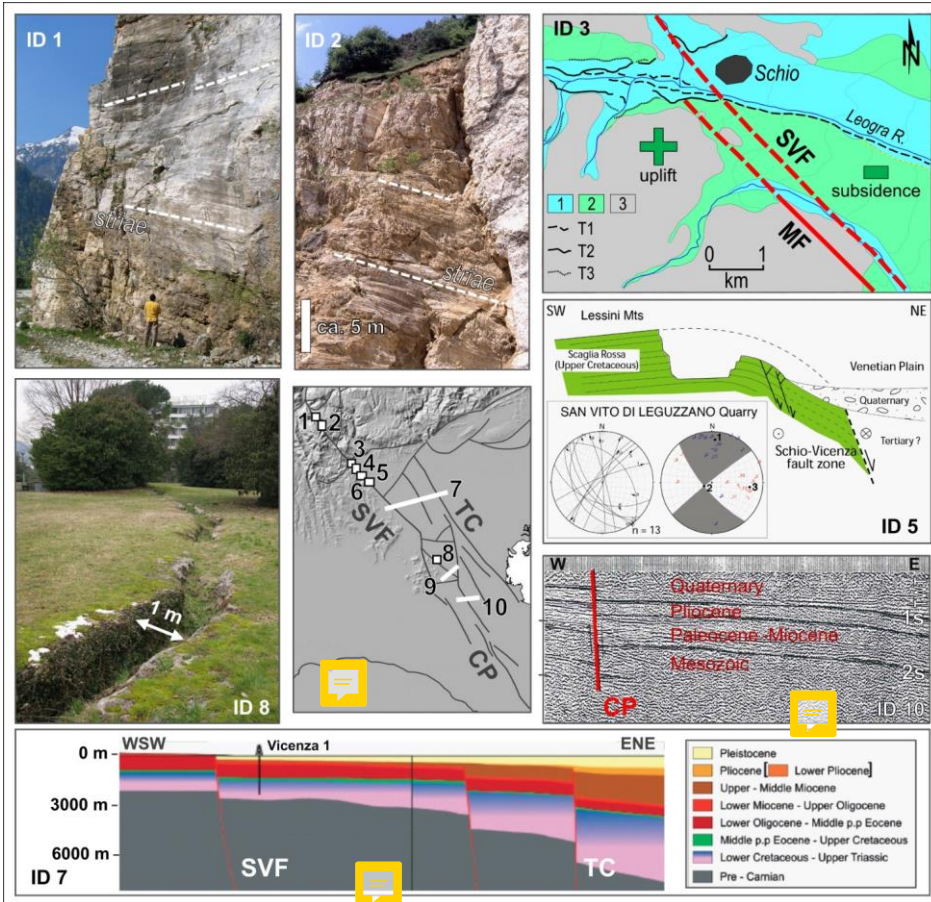 ID 1
striae
ID 2
striae
ca. 5 m
ID 3
N
Schio
Leogra R.
SVF
uplift
subsidence
MF
1 2 3
T1
T2
T3
0 1
km
SW NE
Lessini Mts
Scaglia Rossa
(Upper Cretaceous)
Venetian Plain
Quaternary
SAN VITO DI LEGUZZANO Quarry
N N
1
2
3
n = 13
Tertiary ?
Schio-Vicenza
fault zone
ID 5
1 m
ID 8
1
2
3
4
5
6
7
SVF
TC
8
9
10
CP
W E
Quaternary
Pliocene
1s
Paleocene -Miocene
Mesozoic
2s
CP
ID 10
WSW Vicenza 1 ENE
0 m
3000 m
6000 m
SVF TC
ID 7
Pleistocene
Pliocene [ Lower Pliocene ]
Upper - Middle Miocene
Lower Miocene - Upper Oligocene
Lower Oligocene - Middle p.p Eocene
Middle p.p Eocene - Upper Cretaceous
Lower Cretaceous - Upper Triassic
Pre - Carnian